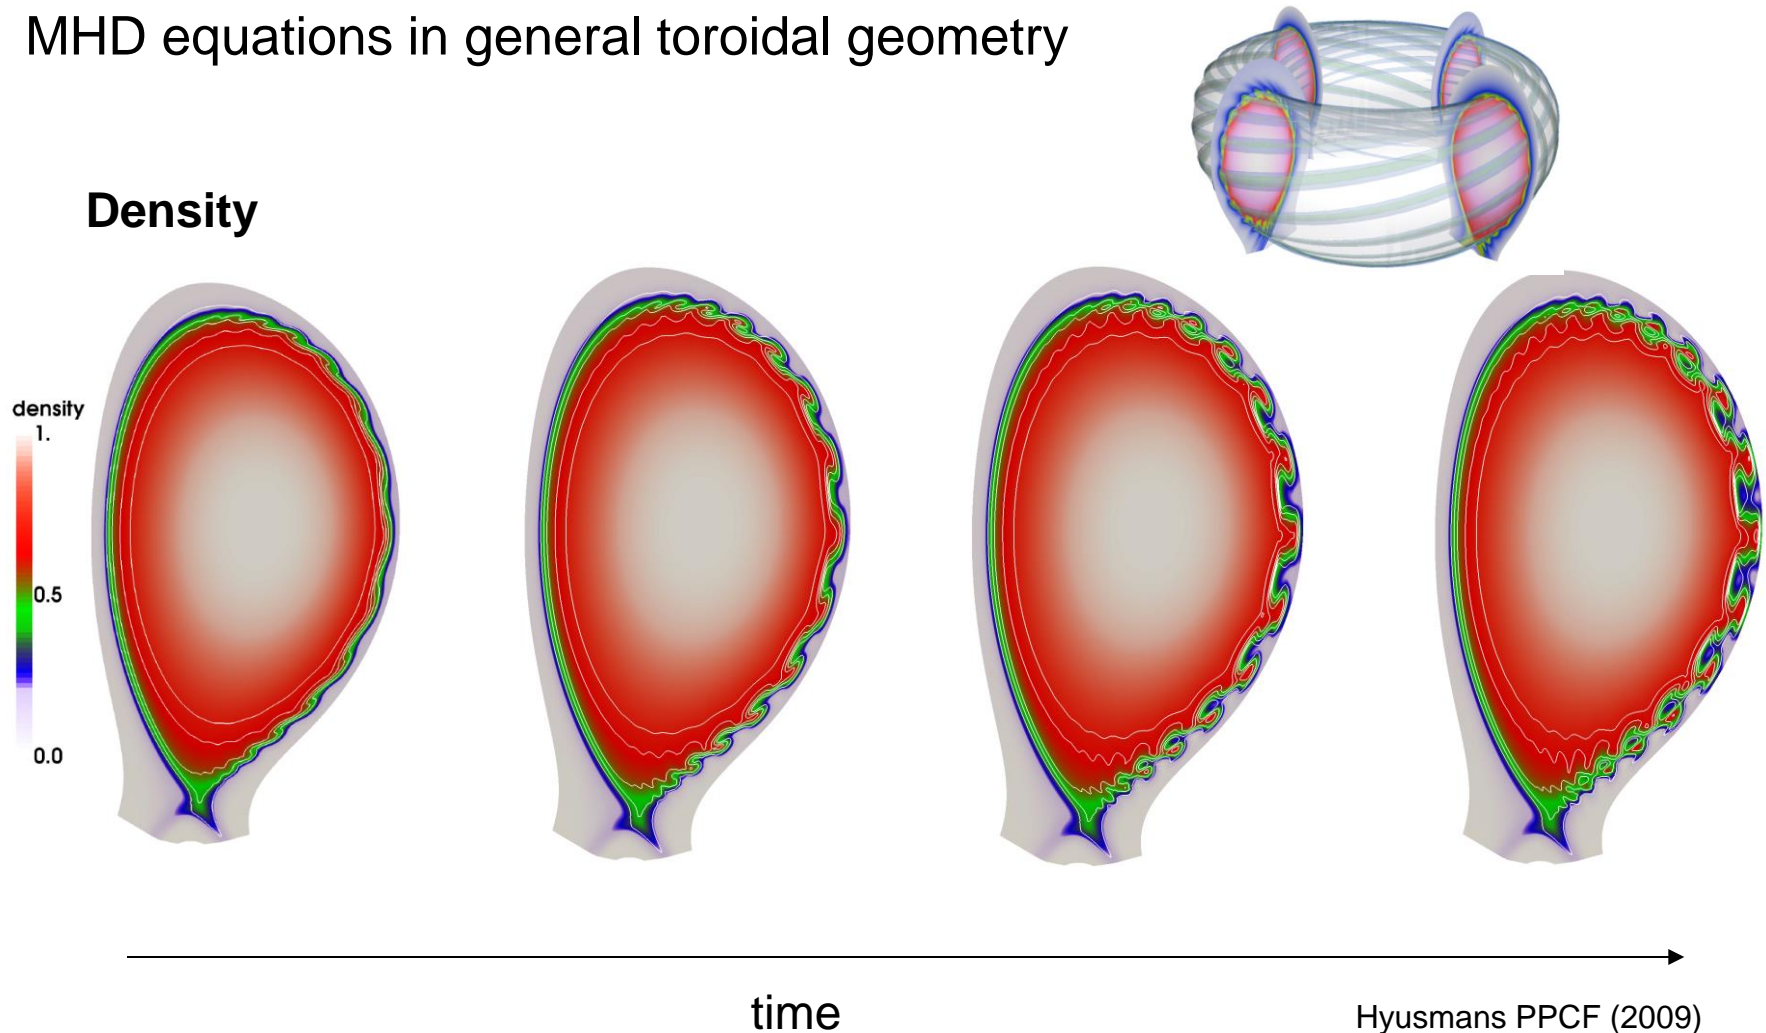 MHD equations in general toroidal geometry
Density
density
1.
0.5
0.0
time
Hyusmans PPCF (2009)